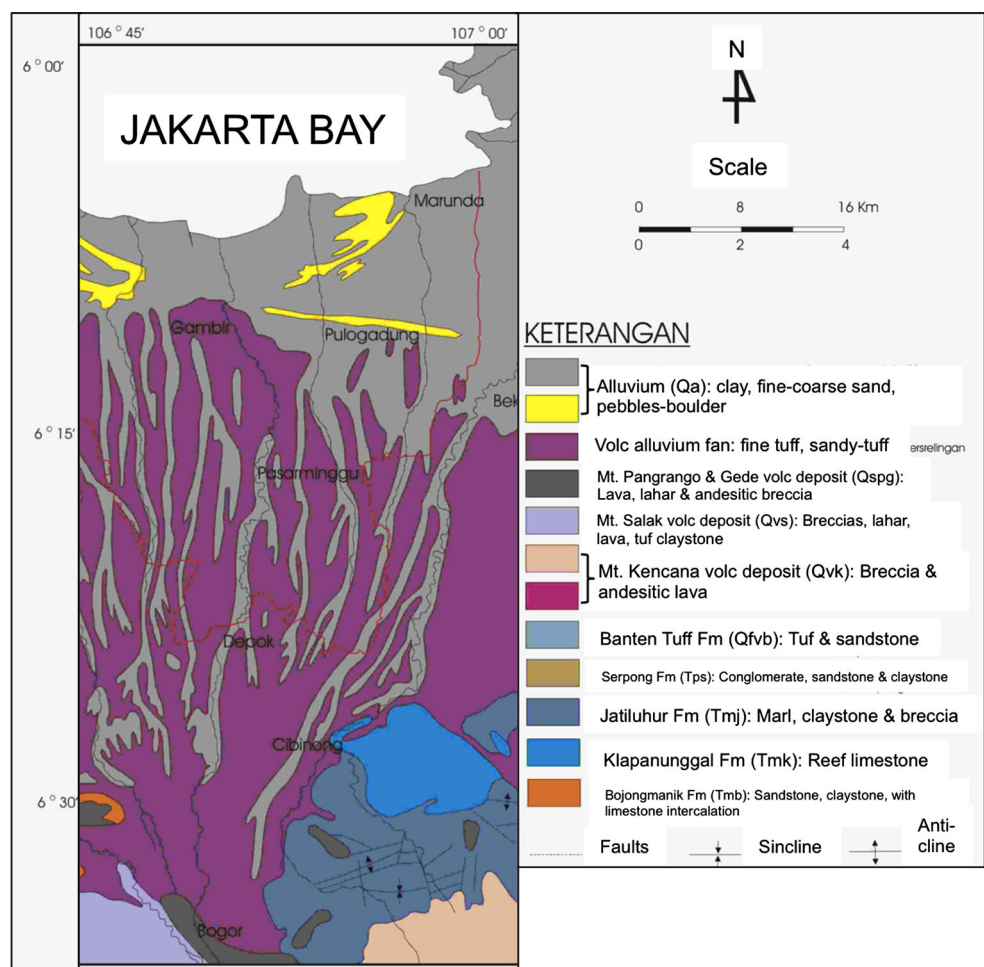 106 ° 45'
107 ° 00'
6 ° 00'
JAKARTA BAY
Marunda
Gambir
Pulogadung
Bek
6 ° 15'
Pasarminggu
Depok
Cibinong
6 ° 30'
Bogor
N
Scale
0 8 16 Km
0 2 4
KETERANGAN
Alluvium (Qa): clay, fine-coarse sand,
pebbles-boulder
Volc alluvium fan: fine tuff, sandy-tuff
ersrelingan
Mt. Pangrango & Gede volc deposit (Qspg):
Lava, lahar & andesitic breccia
Mt. Salak volc deposit (Qvs): Breccias, lahar,
lava, tuf claystone
Mt. Kencana volc deposit (Qvk): Breccia &
andesitic lava
Banten Tuff Fm (Qfvb): Tuf & sandstone
Serpong Fm (Tps): Conglomerate, sandstone & claystone
Jatiluhur Fm (Tmj): Marl, claystone & breccia
Klapanunggal Fm (Tmk): Reef limestone
Bojongmanik Fm (Tmb): Sandstone, claystone, with
limestone intercalation
Faults
Sincline
Anti-
cline